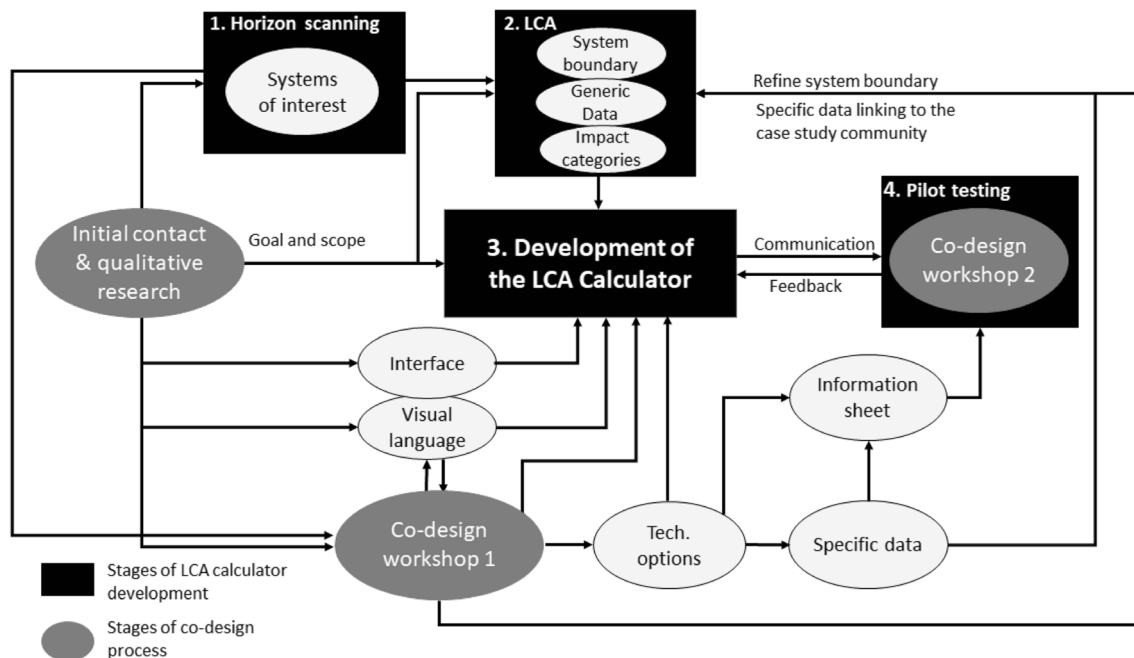 1. Horizon scanning
Systems
of interest
2. LCA
System
boundary
Generic
Data
Impact
categories
Refine system boundary
Specific data linking to the
case study community
Initial contact
& qualitative
research
Goal and scope
3. Development of
the LCA Calculator
Communication
Feedback
4. Pilot testing
Co-design
workshop 2
Interface
Visual
language
Information
sheet
Co-design
workshop 1
Tech.
options
Specific data
Stages of LCA calculator
development
Stages of co-design
process